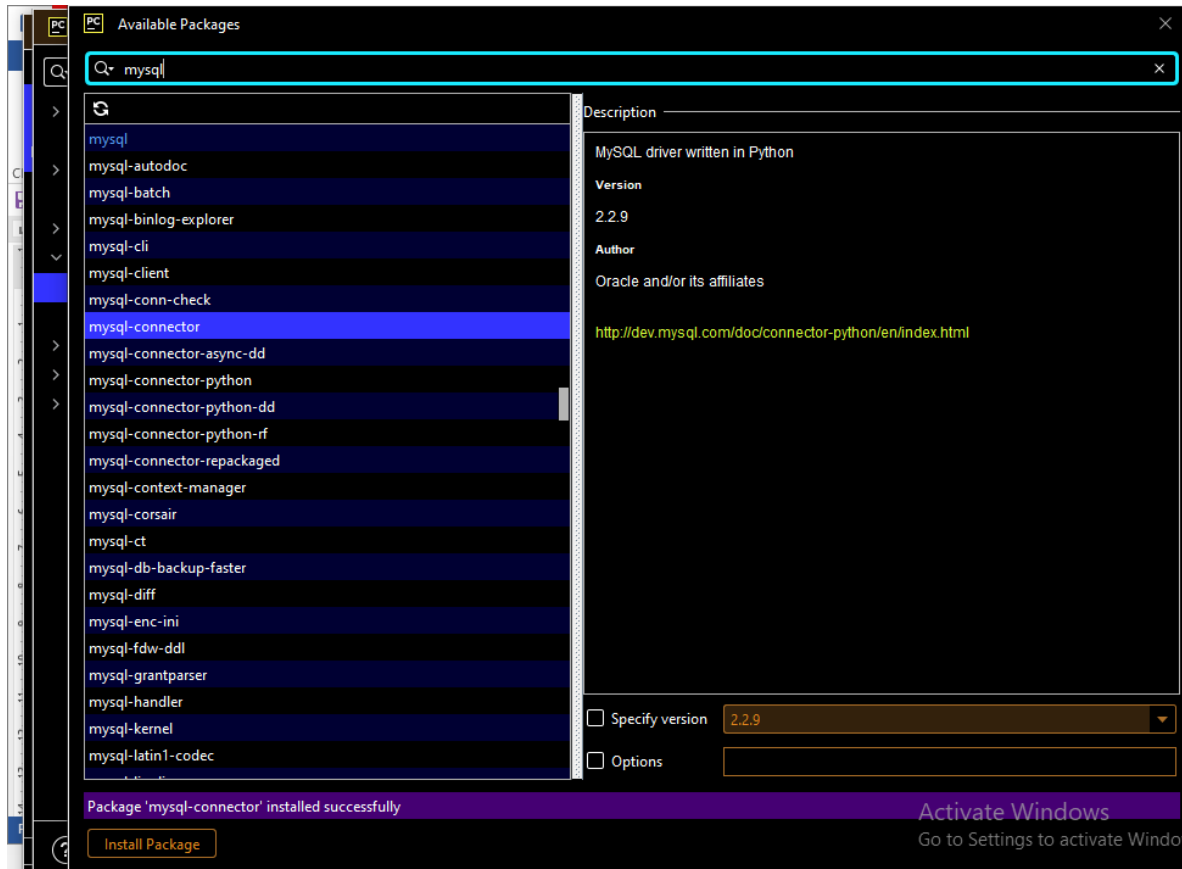 PC
PC Available Packages
mysql
mysql
mysql-autodoc
mysql-batch
mysql-binlog-explorer
mysql-cli
mysql-client
mysql-conn-check
mysql-connector
mysql-connector-async-dd
mysql-connector-python
mysql-connector-python-dd
mysql-connector-python-rf
mysql-connector-repackaged
mysql-context-manager
mysql-corsair
mysql-ct
mysql-db-backup-faster
mysql-diff
mysql-enc-ini
mysql-fdw-ddl
mysql-grantparser
mysql-handler
mysql-kernel
mysql-latin1-codec
Description
MySQL driver written in Python
Version
2.2.9
Author
Oracle and/or its affiliates
http://dev.mysql.com/doc/connector-python/en/index.html
Specify version 2.2.9
Options
Package 'mysql-connector' installed successfully
Install Package
Activate Windows
Go to Settings to activate Windo